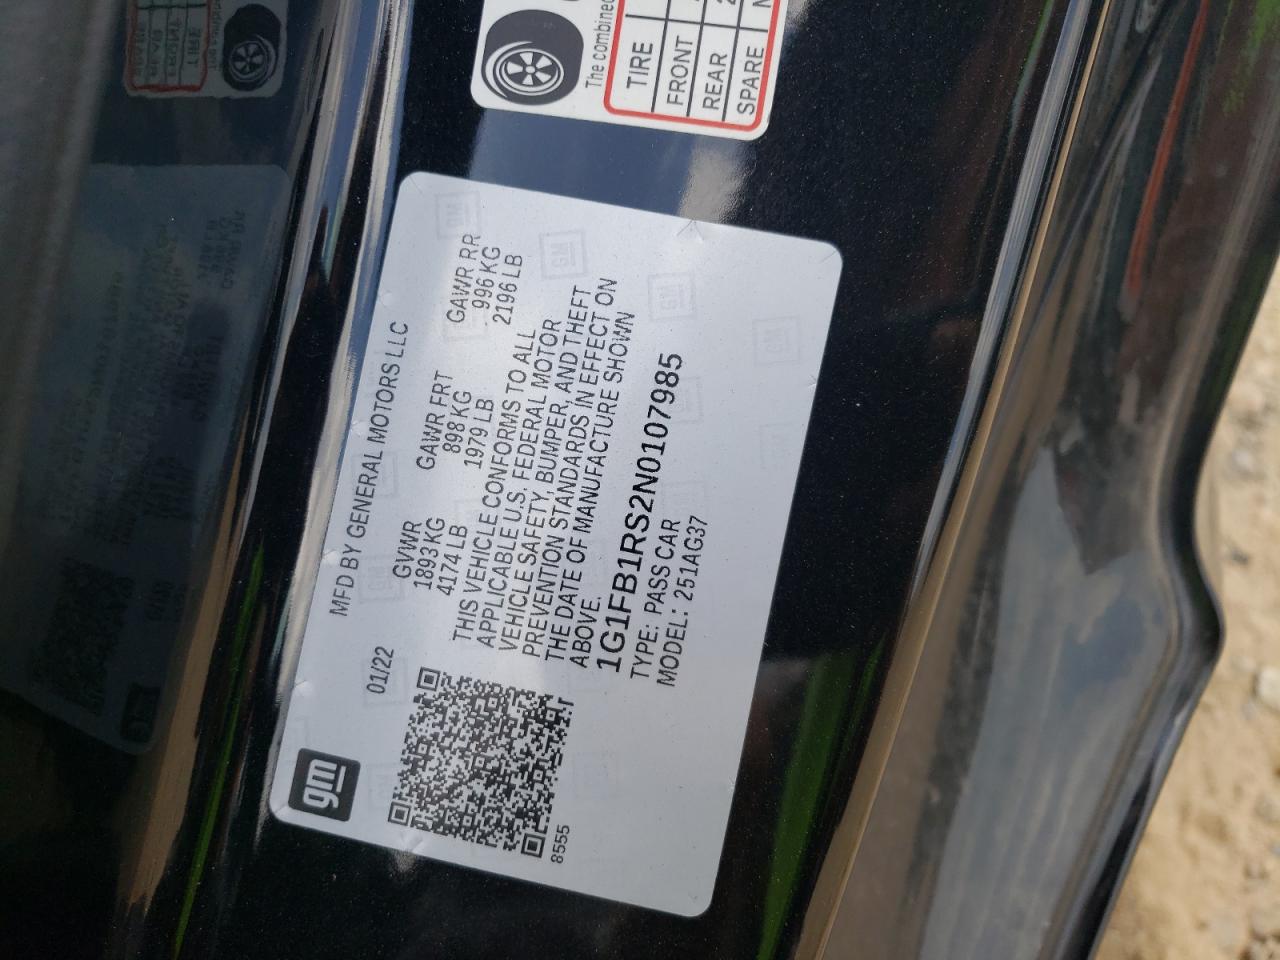 The combined
TIRE
FRONT
REAR
SPARE
gm
MFD BY GENERAL MOTORS LLC
01/22
GVWR GAWR FRT GAWR RR
1893 KG 898 KG 996 KG
4174 LB 1979 LB 2196 LB
THIS VEHICLE CONFORMS TO ALL
APPLICABLE U.S. FEDERAL MOTOR
VEHICLE SAFETY, BUMPER, AND THEFT
PREVENTION STANDARDS IN EFFECT ON
THE DATE OF MANUFACTURE SHOWN
ABOVE.
1G1FB1RS2N0107985
TYPE: PASS CAR
MODEL: 251AG37
8555